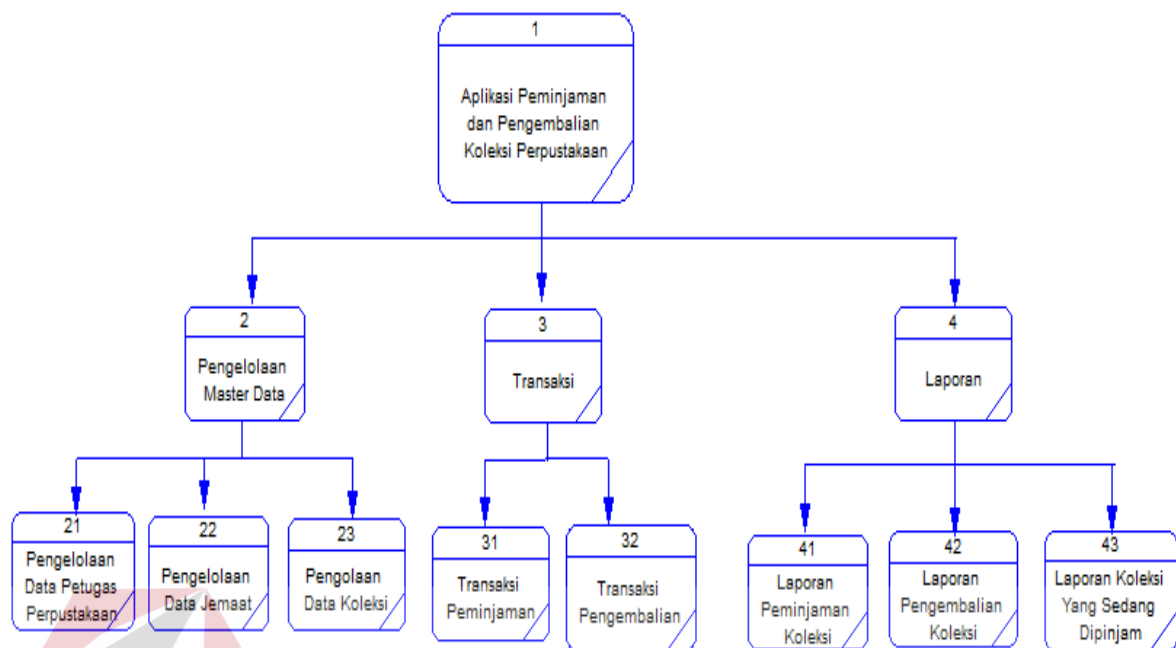 1
Aplikasi Peminjaman
dan Pengembalian
Koleksi Perpustakaan
2
Pengelolaan
Master Data
3
Transaksi
4
Laporan
21
Pengelolaan
Data Petugas
Perpustakaan
22
Pengelolaan
Data Jemaat
23
Pengolaan
Data Koleksi
31
Transaksi
Peminjaman
32
Transaksi
Pengembalian
41
Laporan
Peminjaman
Koleksi
42
Laporan
Pengembalian
Koleksi
43
Laporan Koleksi
Yang Sedang
Dipinjam